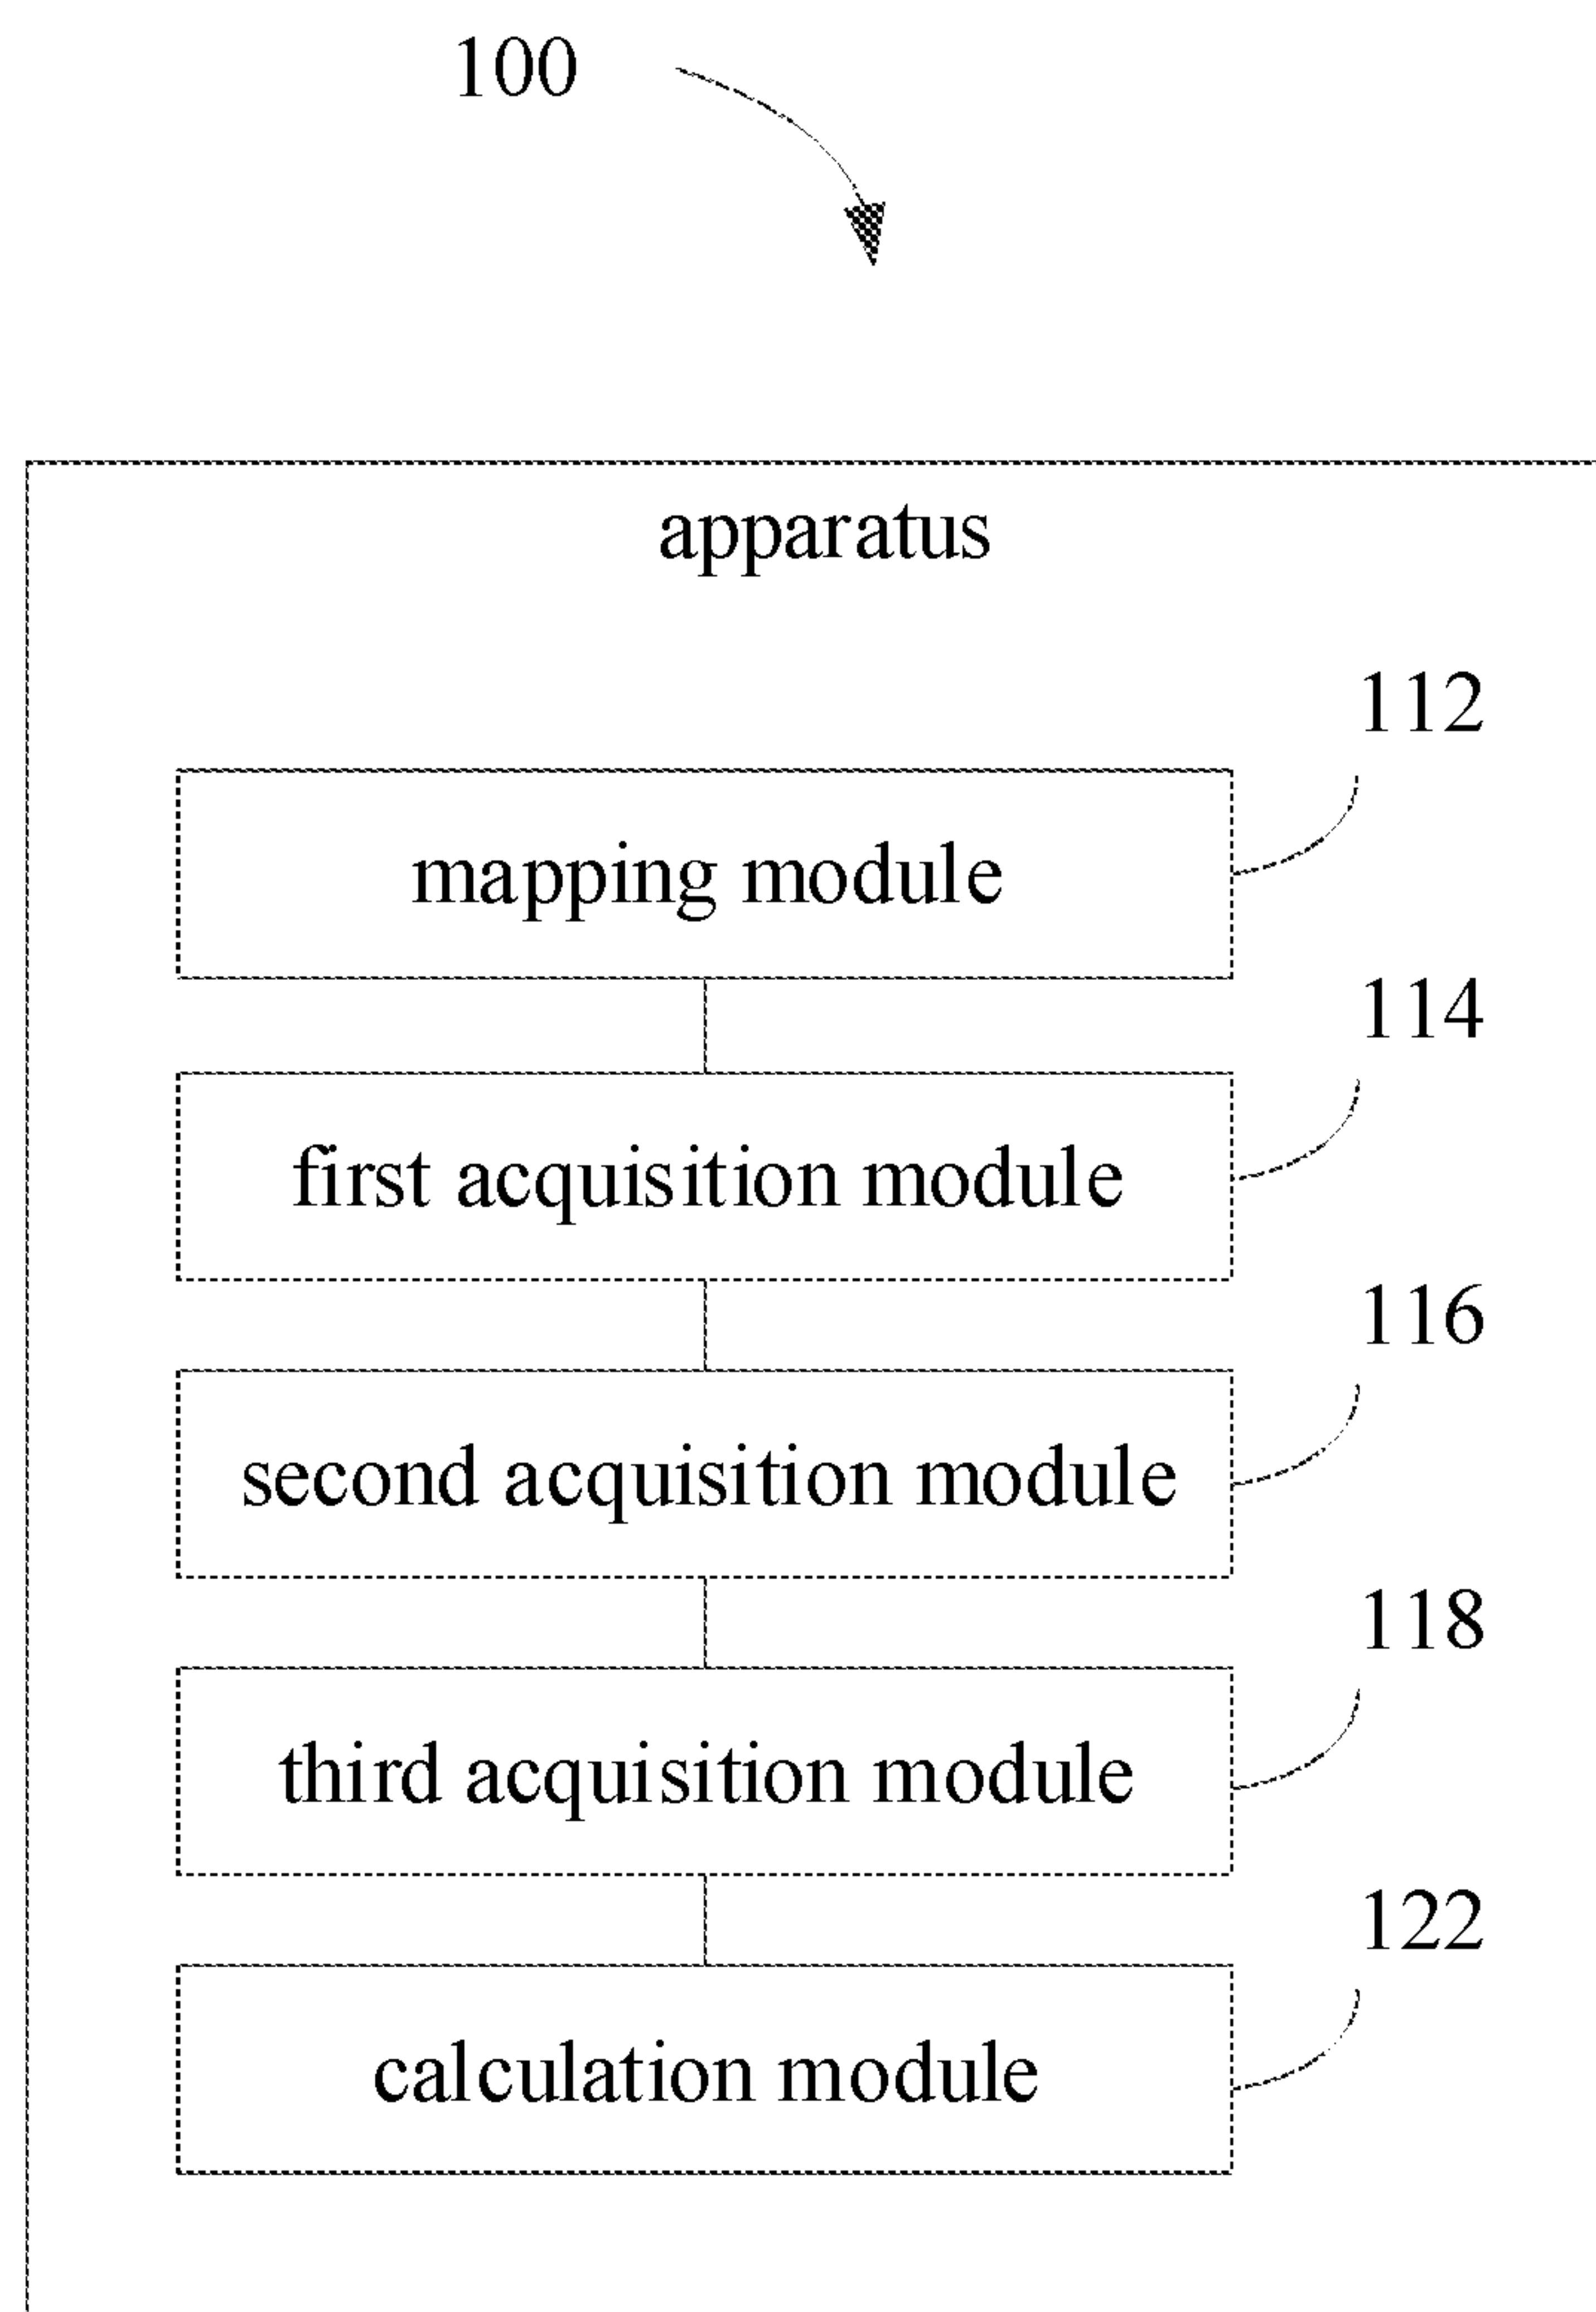 100
apparatus
112
mapping module
114
first acquisition module
116
second acquisition module
118
third acquisition module
122
calculation module